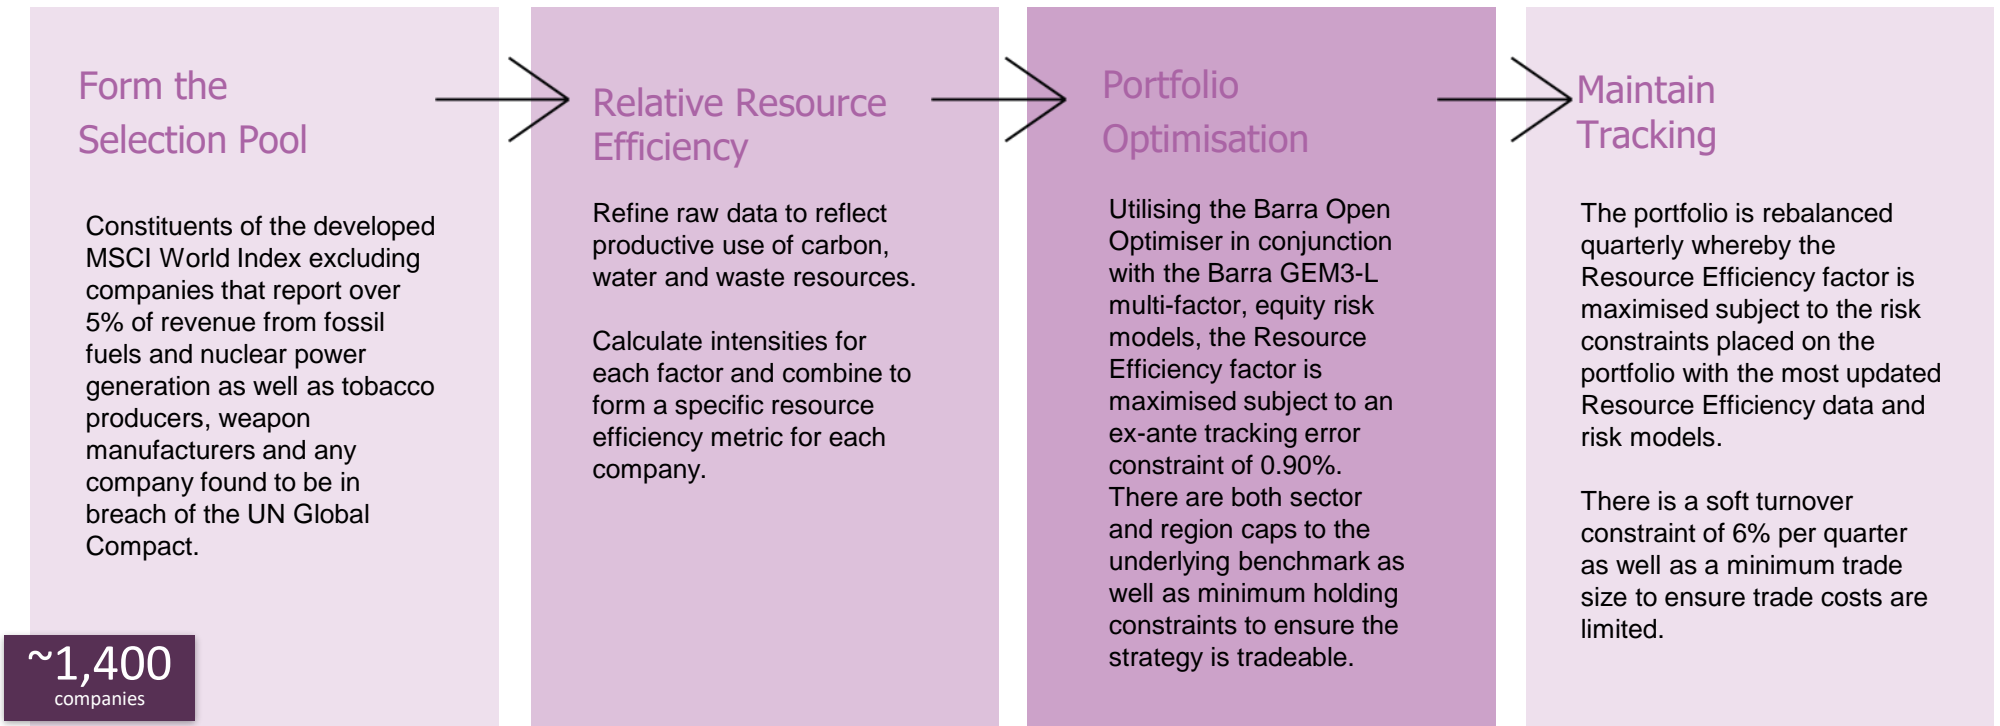 Form the
Selection Pool
Constituents of the developed
MSCI World Index excluding
companies that report over
5% of revenue from fossil
fuels and nuclear power
generation as well as tobacco
producers, weapon
manufacturers and any
company found to be in
breach of the UN Global
Compact.
~1,400
companies
Relative Resource
Efficiency
Refine raw data to reflect
productive use of carbon,
water and waste resources.
Calculate intensities for
each factor and combine to
form a specific resource
efficiency metric for each
company.
Portfolio
Optimisation
Utilising the Barra Open
Optimiser in conjunction
with the Barra GEM3-L
multi-factor, equity risk
models, the Resource
Efficiency factor is
maximised subject to an
ex-ante tracking error
constraint of 0.90%.
There are both sector
and region caps to the
underlying benchmark as
well as minimum holding
constraints to ensure the
strategy is tradeable.
Maintain
Tracking
The portfolio is rebalanced
quarterly whereby the
Resource Efficiency factor is
maximised subject to the risk
constraints placed on the
portfolio with the most updated
Resource Efficiency data and
risk models.
There is a soft turnover
constraint of 6% per quarter
as well as a minimum trade
size to ensure trade costs are
limited.